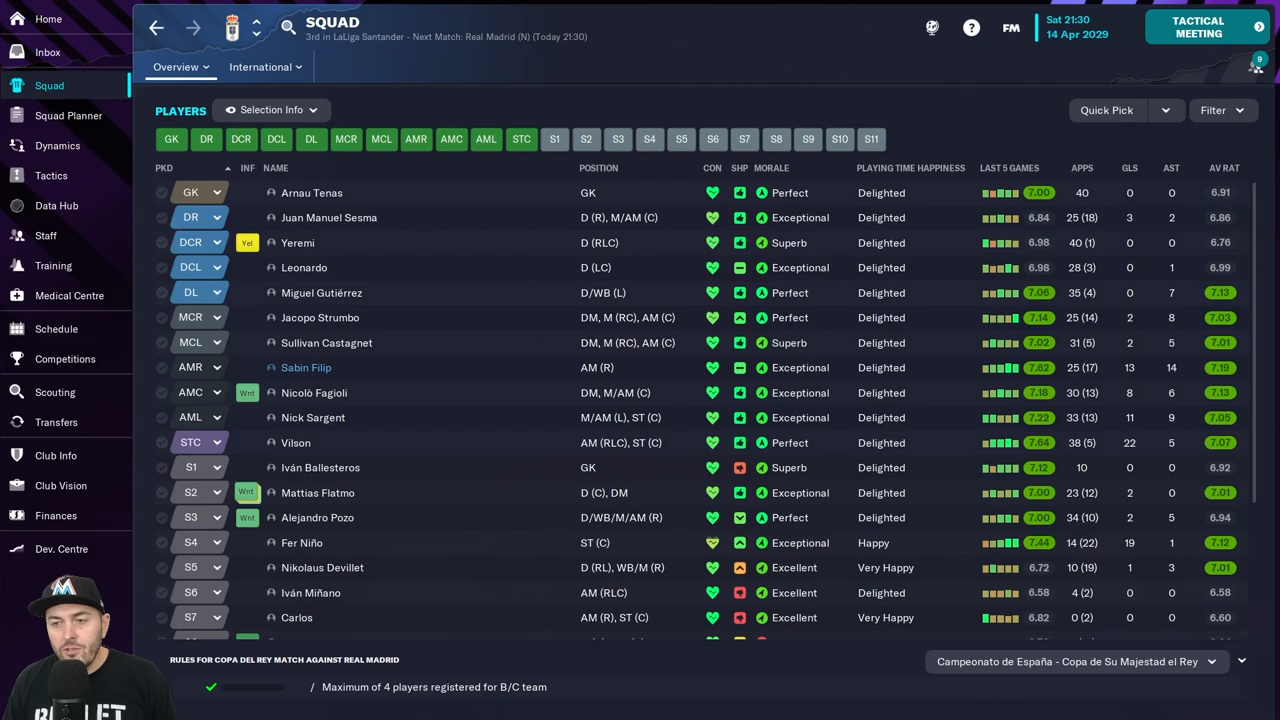 Home
Inbox
Squad
Squad Planner
Dynamics
Tactics
Data Hub
Staff
Training
Medical Centre
Schedule
Competitions
Scouting
Transfers
Club Info
Club Vision
Finances
Dev. Centre
SQUAD
3rd in LaLiga Santander - Next Match: Real Madrid (N) (Today 21:30)
FM
Sat 21:30
14 Apr 2029
TACTICAL
MEETING
9
Overview International
PLAYERS Selection Info Quick Pick Filter
GK DR DCR DCL DL MCR MCL AMR AMC AML STC S1 S2 S3 S4 S5 S6 S7 S8 S9 S10 S11
PKD INF NAME POSITION CON SHP MORALE PLAYING TIME HAPPINESS LAST 5 GAMES APPS GLS AST AV RAT
GK Arnau Tenas GK Perfect Delighted 7.00 40 0 0 6.91
DR Juan Manuel Sesma D (R), M/AM (C) Exceptional Delighted 6.84 25 (18) 3 2 6.86
DCR Yel Yeremi D (RLC) Superb Delighted 6.98 40 (1) 0 0 6.76
DCL Leonardo D (LC) Exceptional Delighted 6.98 28 (3) 0 1 6.99
DL Miguel Gutiérrez D/WB (L) Perfect Delighted 7.06 35 (4) 0 7 7.13
MCR Jacopo Strumbo DM, M (RC), AM (C) Perfect Delighted 7.14 25 (14) 2 8 7.03
MCL Sullivan Castagnet DM, M (RC), AM (C) Superb Delighted 7.02 31 (5) 2 5 7.01
AMR Sabin Filip AM (R) Exceptional Delighted 7.62 25 (17) 13 14 7.19
AMC Wnt Nicolò Fagioli DM, M/AM (C) Exceptional Delighted 7.18 30 (13) 8 6 7.13
AML Nick Sargent M/AM (L), ST (C) Exceptional Delighted 7.22 33 (13) 11 9 7.05
STC Vilson AM (RLC), ST (C) Perfect Delighted 7.64 38 (5) 22 5 7.07
S1 Iván Ballesteros GK Superb Delighted 7.12 10 0 0 6.92
S2 Wnt Mattias Flatmo D (C), DM Exceptional Delighted 7.00 23 (12) 2 0 7.01
S3 Wnt Alejandro Pozo D/WB/M/AM (R) Perfect Delighted 7.00 34 (10) 2 5 6.94
S4 Fer Niño ST (C) Exceptional Happy 7.44 14 (22) 19 1 7.12
S5 Nikolaus Devillet D (RL), WB/M (R) Excellent Very Happy 6.72 10 (19) 1 3 7.01
S6 Iván Miñano AM (RLC) Excellent Delighted 6.58 4 (2) 0 0 6.58
S7 Carlos AM (R), ST (C) Excellent Very Happy 6.82 0 (2) 0 0 6.60
RULES FOR COPA DEL REY MATCH AGAINST REAL MADRID
Campeonato de España - Copa de Su Majestad el Rey
/ Maximum of 4 players registered for B/C team